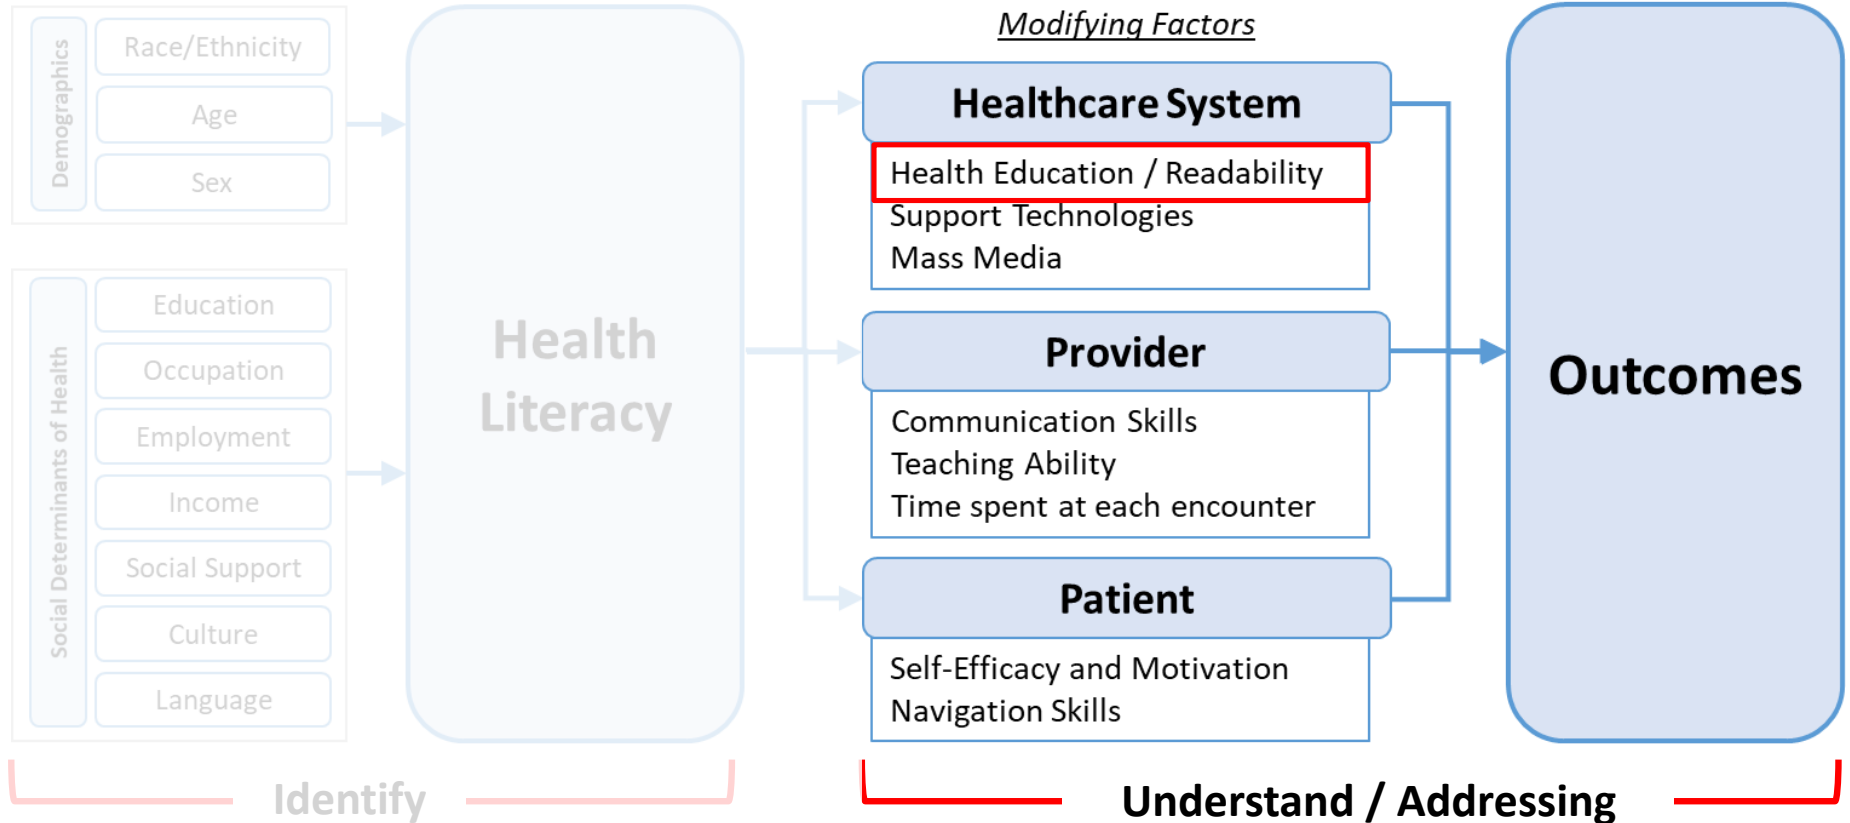 Demographics
Race/Ethnicity
Age
Sex
Social Determinants of Health
Education
Occupation
Employment
Income
Social Support
Culture
Language
Health
Literacy
Identify
Modifying Factors
Healthcare System
Health Education / Readability
Support Technologies
Mass Media
Provider
Communication Skills
Teaching Ability
Time spent at each encounter
Patient
Self-Efficacy and Motivation
Navigation Skills
Outcomes
Understand / Addressing